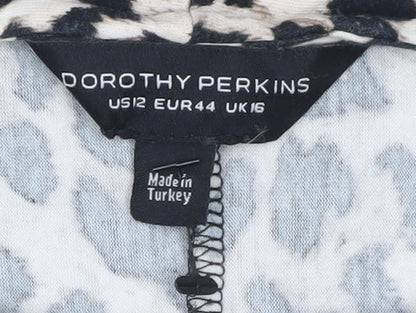 DOROTHY PERKINS
US12 EUR44 UK16
Made in
Turkey